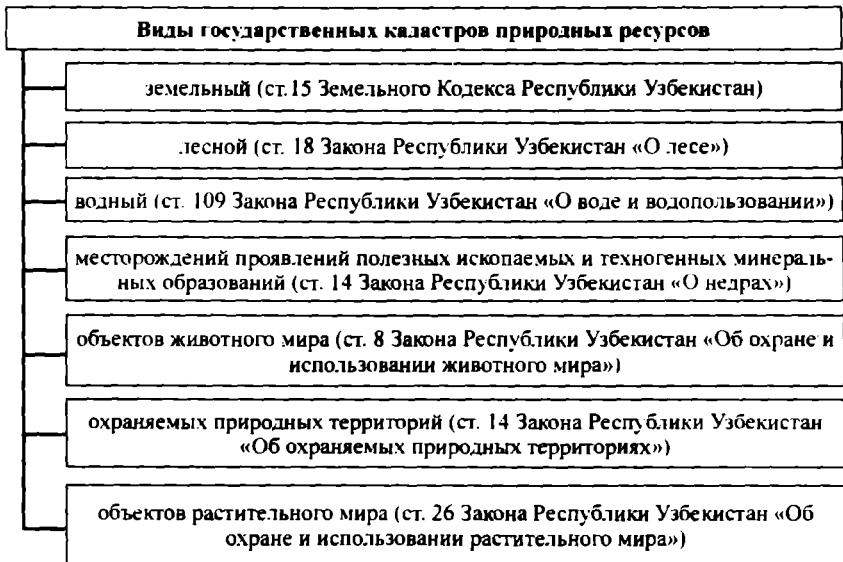 Виды государственных кадастров природных ресурсов
земельный (ст.15 Земельного Кодекса Республики Узбекистан)
лесной (ст. 18 Закона Республики Узбекистан «О лесе»)
водный (ст. 109 Закона Республики Узбекистан «О воде и водопользовании»)
месторождений проявлений полезных ископаемых и техногенных минераль-
ных образований (ст. 14 Закона Республики Узбекистан «О недрах»)
объектов животного мира (ст. 8 Закона Республики Узбекистан «Об охране и
использовании животного мира»)
охраняемых природных территорий (ст. 14 Закона Республики Узбекистан
«Об охраняемых природных территориях»)
объектов растительного мира (ст. 26 Закона Республики Узбекистан «Об
охране и использовании растительного мира»)